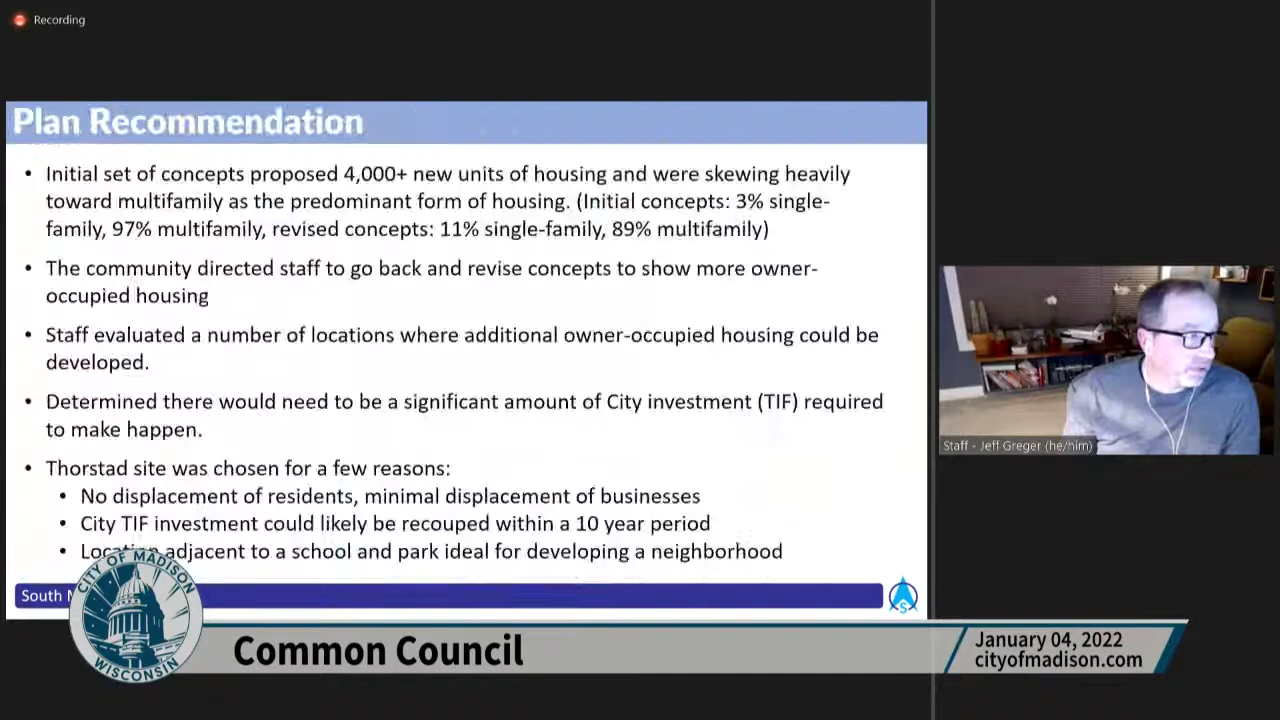 Recording
Plan Recommendation
• Initial set of concepts proposed 4,000+ new units of housing and were skewing heavily
toward multifamily as the predominant form of housing. (Initial concepts: 3% single-
family, 97% multifamily, revised concepts: 11% single-family, 89% multifamily)
• The community directed staff to go back and revise concepts to show more owner-
occupied housing
• Staff evaluated a number of locations where additional owner-occupied housing could be
developed.
• Determined there would need to be a significant amount of City investment (TIF) required
to make happen.
• Thorstad site was chosen for a few reasons:
• No displacement of residents, minimal displacement of businesses
• City TIF investment could likely be recouped within a 10 year period
• Location adjacent to a school and park ideal for developing a neighborhood
South
Staff - Jeff Greger (he/him)
CITY OF MADISON
WISCONSIN
Common Council
January 04, 2022
cityofmadison.com